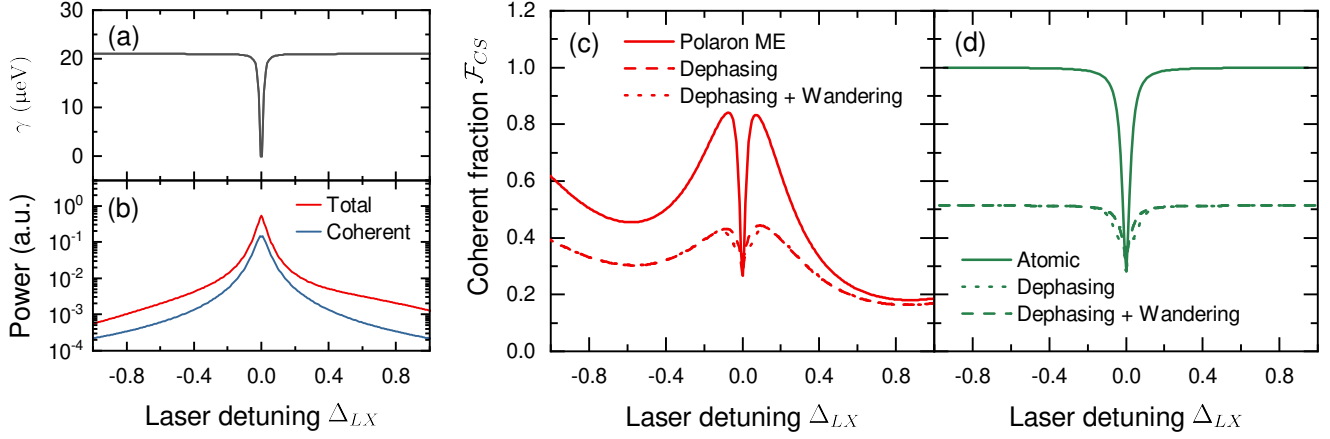 (a)
γ (μeV)
30
20
10
0
(b)
Total
Coherent
Power (a.u.)
10^0
10^-1
10^-2
10^-3
10^-4
-0.8 -0.4 0.0 0.4 0.8
Laser detuning Δ_LX
(c)
Polaron ME
Dephasing
Dephasing + Wandering
Coherent fraction F_CS
1.2
1.0
0.8
0.6
0.4
0.2
0.0
-0.8 -0.4 0.0 0.4 0.8
Laser detuning Δ_LX
(d)
Atomic
Dephasing
Dephasing + Wandering
-0.8 -0.4 0.0 0.4 0.8
Laser detuning Δ_LX